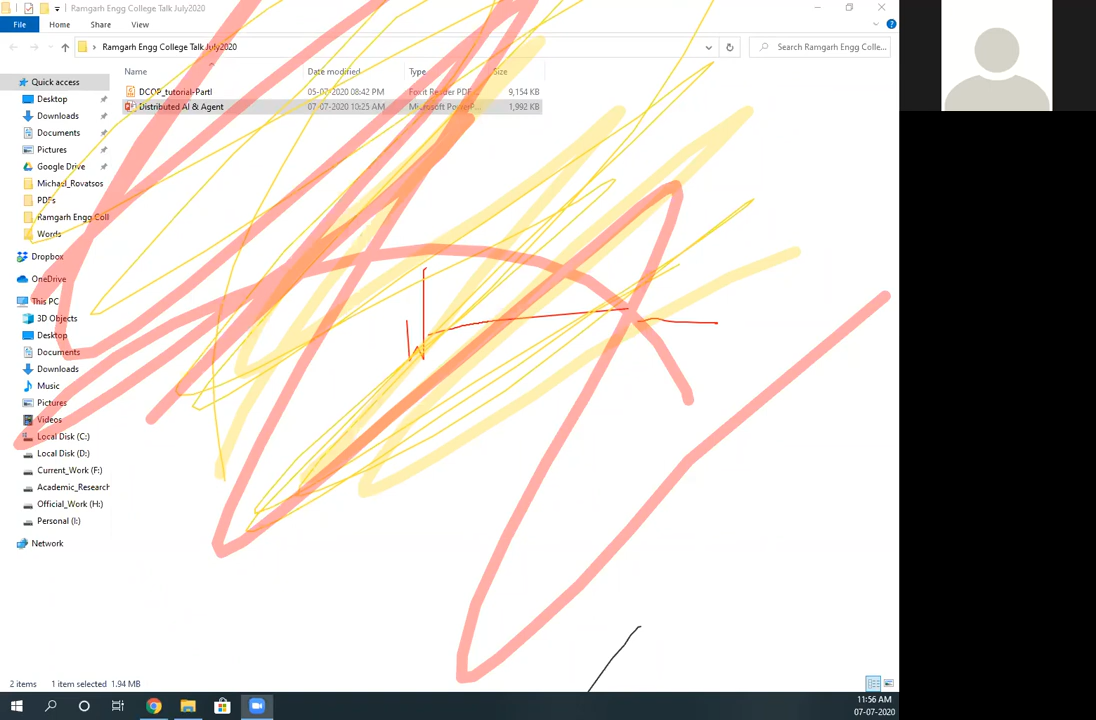 Ramgarh Engg College Talk July2020
File Home Share View
Ramgarh Engg College Talk July2020
Search Ramgarh Engg Colle...
Name Date modified Type Size
DCOP_tutorial-PartI 05-07-2020 08:42 PM Foxit Reader PDF ... 9,154 KB
Distributed AI & Agent 07-07-2020 10:25 AM Microsoft PowerP... 1,992 KB
Quick access
Desktop
Downloads
Documents
Pictures
Google Drive
Michael_Rovatsos
PDFs
Ramgarh Engg Coll
Words
Dropbox
OneDrive
This PC
3D Objects
Desktop
Documents
Downloads
Music
Pictures
Videos
Local Disk (C:)
Local Disk (D:)
Current_Work (F:)
Academic_Research
Official_Work (H:)
Personal (I:)
Network
2 items 1 item selected 1.94 MB
11:56 AM
07-07-2020